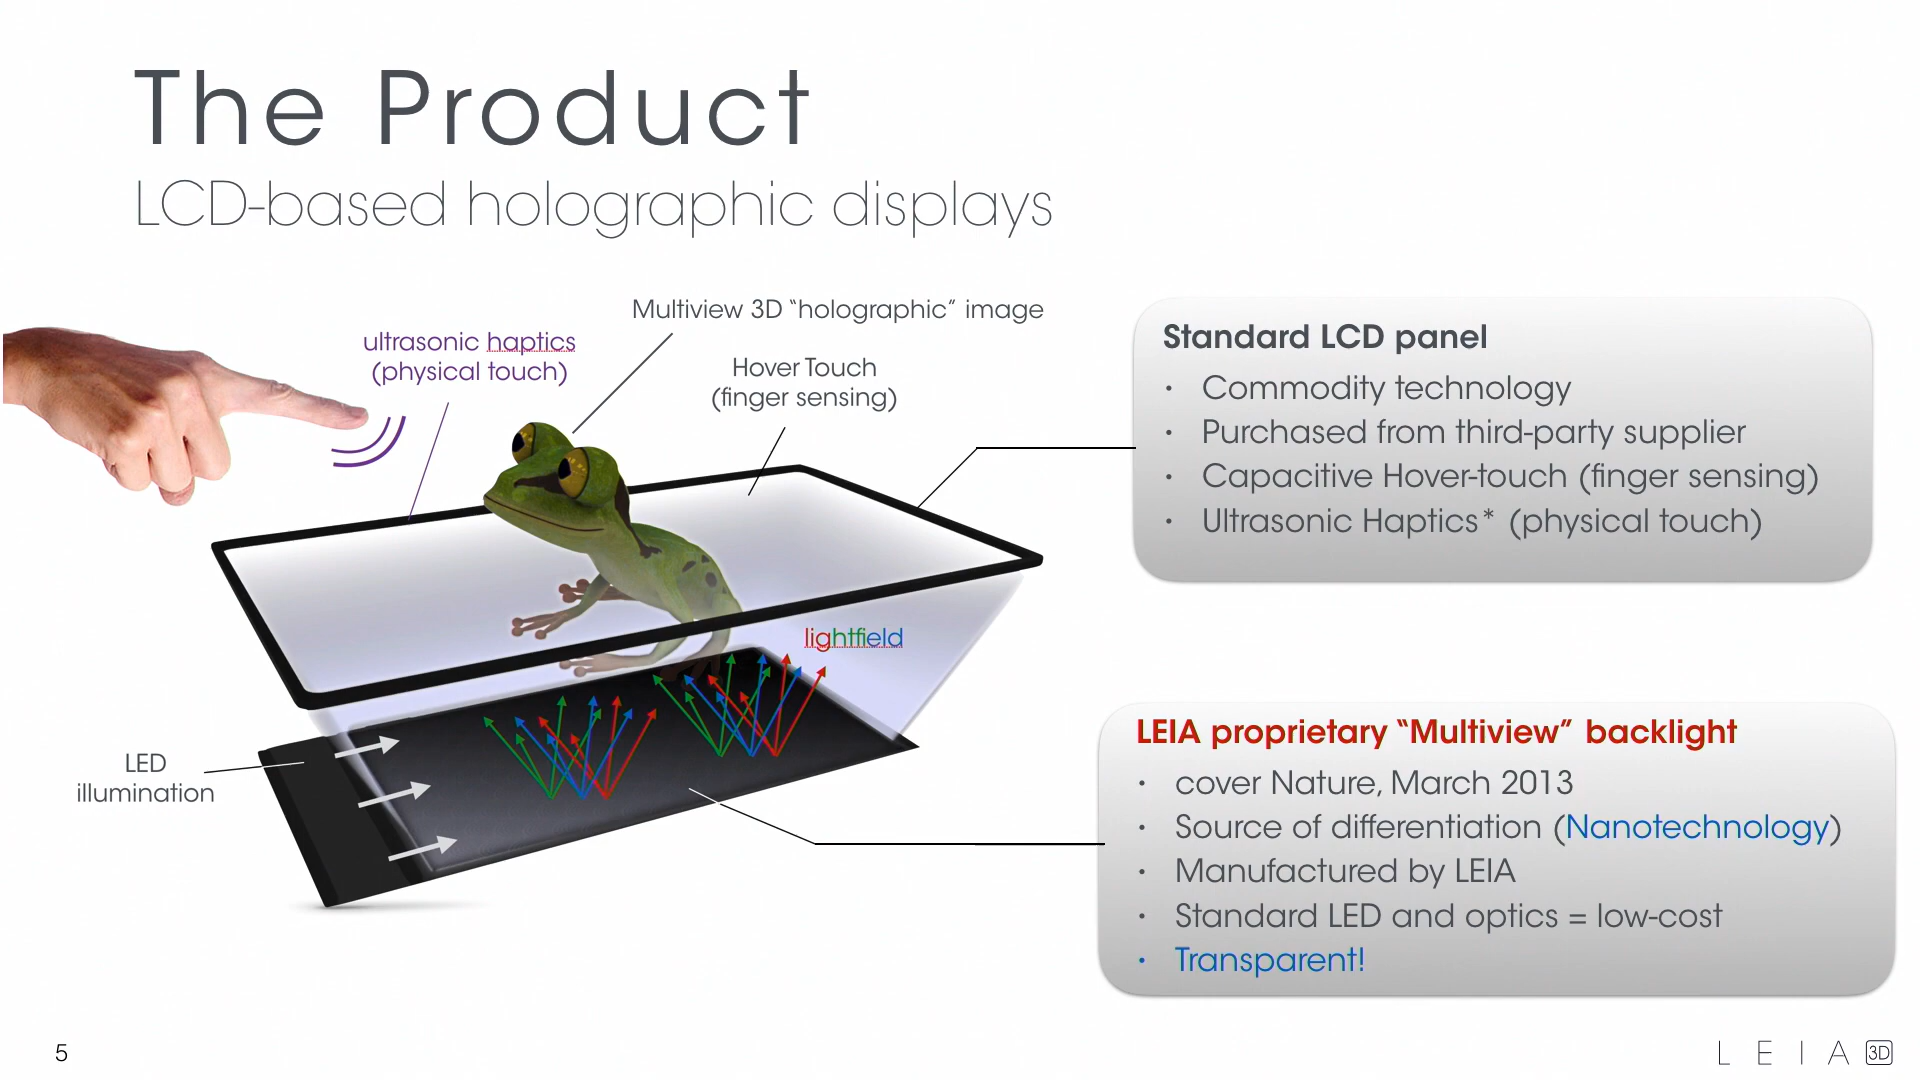 The Product
LCD-based holographic displays
Multiview 3D “holographic” image
ultrasonic haptics
(physical touch)
Hover Touch
(finger sensing)
lightfield
LED
illumination
Standard LCD panel
• Commodity technology
• Purchased from third-party supplier
• Capacitive Hover-touch (finger sensing)
• Ultrasonic Haptics* (physical touch)
LEIA proprietary “Multiview” backlight
• cover Nature, March 2013
• Source of differentiation (Nanotechnology)
• Manufactured by LEIA
• Standard LED and optics = low-cost
• Transparent!
5
LEIA 3D